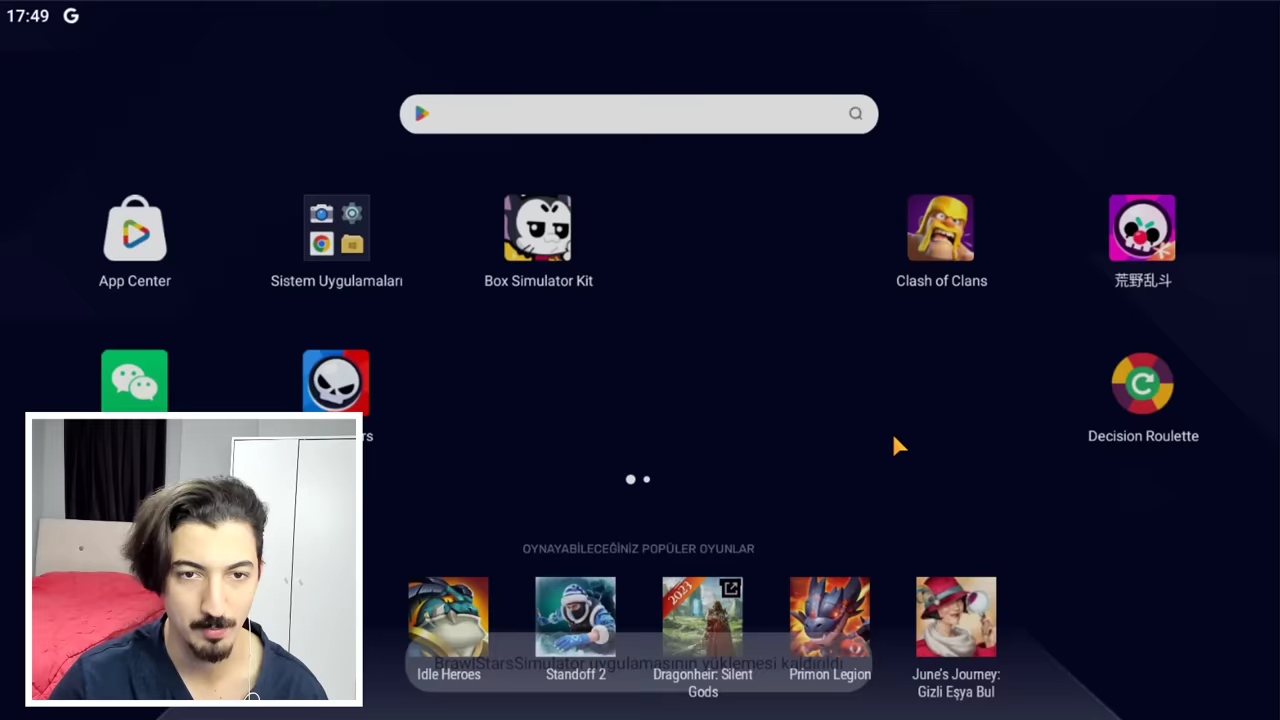 17:49
App Center
Sistem Uygulamaları
Box Simulator Kit
Clash of Clans
荒野乱斗
Decision Roulette
OYNAYABİLECEĞİNİZ POPÜLER OYUNLAR
2023
BrawlStarsSimulator uygulamasının yüklemesi kaldırıldı
Idle Heroes
Standoff 2
Dragonheir: Silent
Gods
Primon Legion
June's Journey:
Gizli Eşya Bul